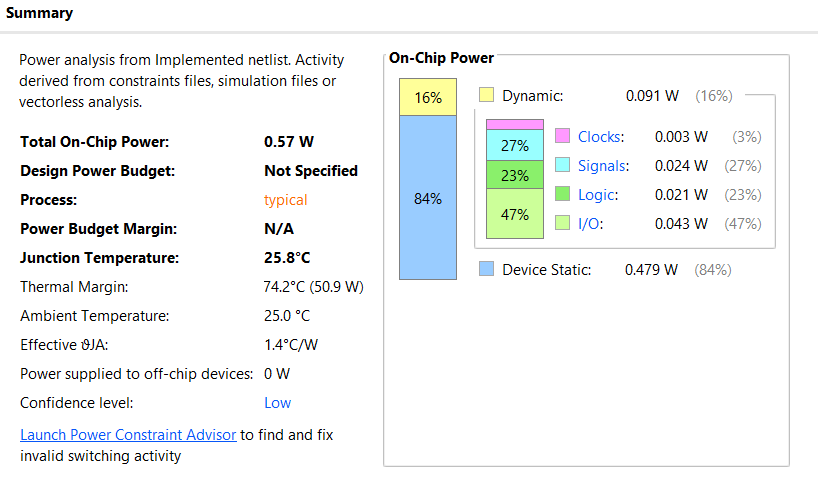 Summary
Power analysis from Implemented netlist. Activity
derived from constraints files, simulation files or
vectorless analysis.
Total On-Chip Power: 0.57 W
Design Power Budget: Not Specified
Process: typical
Power Budget Margin: N/A
Junction Temperature: 25.8°C
Thermal Margin: 74.2°C (50.9 W)
Ambient Temperature: 25.0 °C
Effective ϑJA: 1.4°C/W
Power supplied to off-chip devices: 0 W
Confidence level: Low
Launch Power Constraint Advisor to find and fix
invalid switching activity
On-Chip Power
16%
84%
Dynamic: 0.091 W (16%)
27%
23%
47%
Clocks: 0.003 W (3%)
Signals: 0.024 W (27%)
Logic: 0.021 W (23%)
I/O: 0.043 W (47%)
Device Static: 0.479 W (84%)